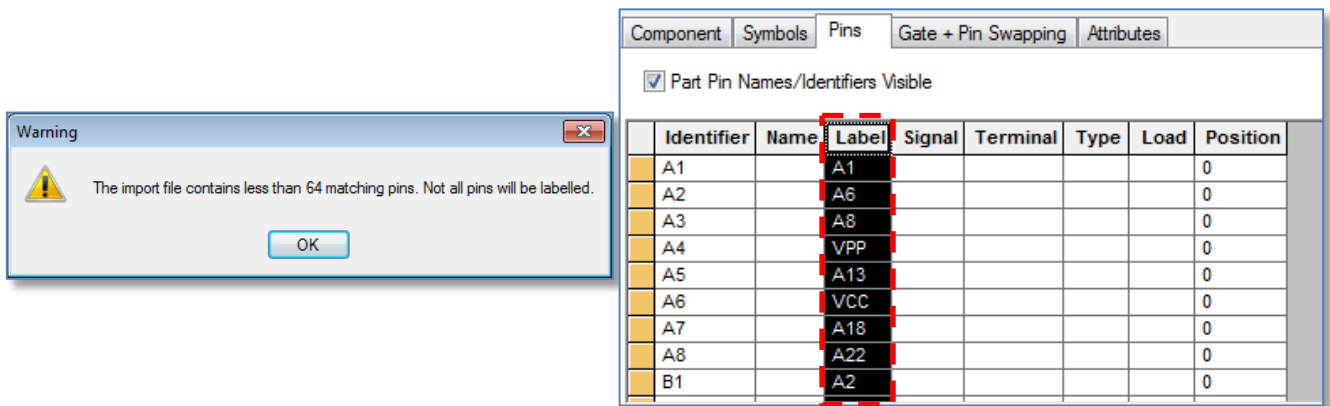 Warning
The import file contains less than 64 matching pins. Not all pins will be labelled.
OK
Component Symbols Pins Gate + Pin Swapping Attributes
Part Pin Names/Identifiers Visible
Identifier Name Label Signal Terminal Type Load Position
A1 A1 0
A2 A6 0
A3 A8 0
A4 VPP 0
A5 A13 0
A6 VCC 0
A7 A18 0
A8 A22 0
B1 A2 0